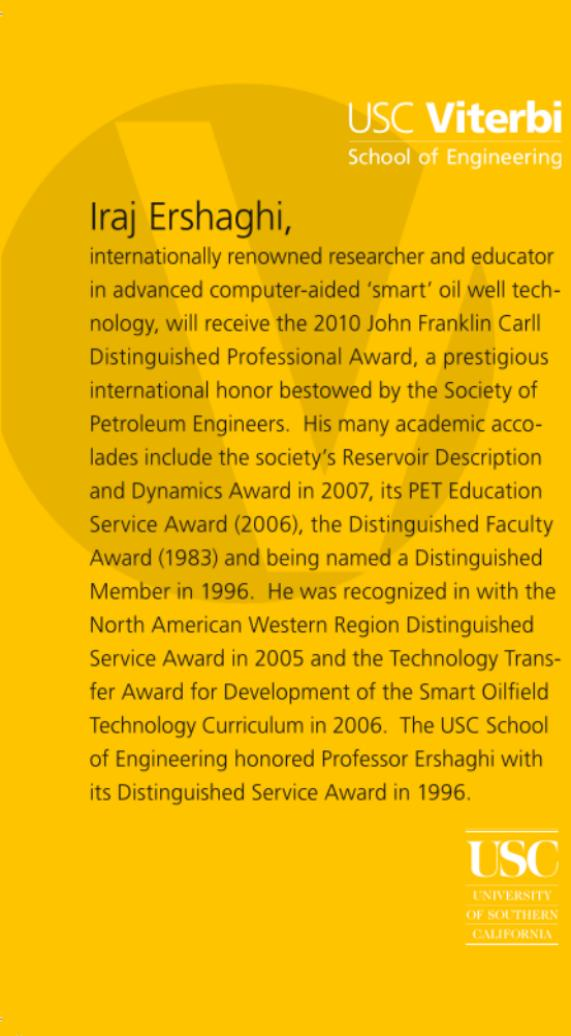 USC Viterbi
School of Engineering
Iraj Ershaghi,
internationally renowned researcher and educator
in advanced computer-aided ‘smart’ oil well tech-
nology, will receive the 2010 John Franklin Carll
Distinguished Professional Award, a prestigious
international honor bestowed by the Society of
Petroleum Engineers.  His many academic acco-
lades include the society’s Reservoir Description
and Dynamics Award in 2007, its PET Education
Service Award (2006), the Distinguished Faculty
Award (1983) and being named a Distinguished
Member in 1996.  He was recognized in with the
North American Western Region Distinguished
Service Award in 2005 and the Technology Trans-
fer Award for Development of the Smart Oilfield
Technology Curriculum in 2006.  The USC School
of Engineering honored Professor Ershaghi with
its Distinguished Service Award in 1996.
USC
UNIVERSITY
OF SOUTHERN
CALIFORNIA